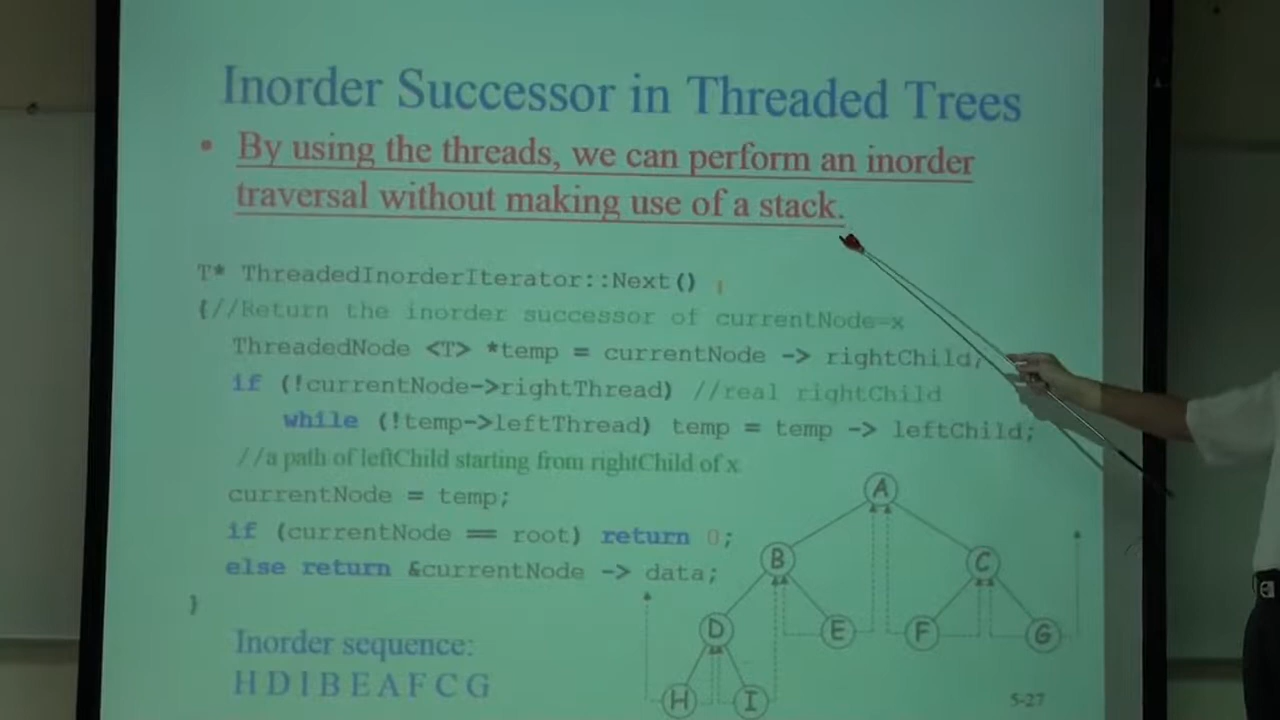 Inorder Successor in Threaded Trees
• By using the threads, we can perform an inorder
traversal without making use of a stack.
T* ThreadedInorderIterator::Next()
{//Return the inorder successor of currentNode=x
ThreadedNode <T> *temp = currentNode -> rightChild;
if (!currentNode->rightThread) //real rightChild
while (!temp->leftThread) temp = temp -> leftChild;
//a path of leftChild starting from rightChild of x
currentNode = temp;
if (currentNode == root) return 0;
else return &currentNode -> data;
}
A
B
C
D
E
F
G
H
I
Inorder sequence:
H D I B E A F C G
5-27